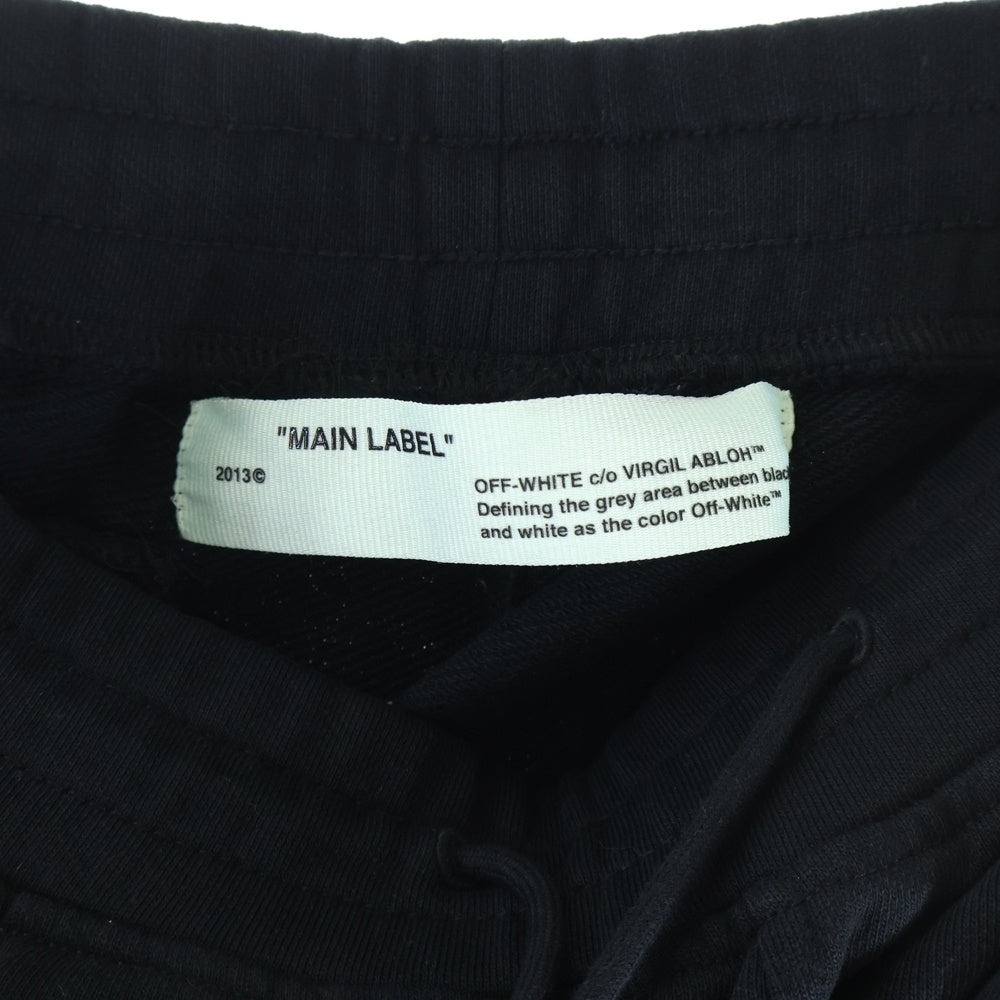 "MAIN LABEL"
2013©
OFF-WHITE c/o VIRGIL ABLOH™
Defining the grey area between blac
and white as the color Off-White™